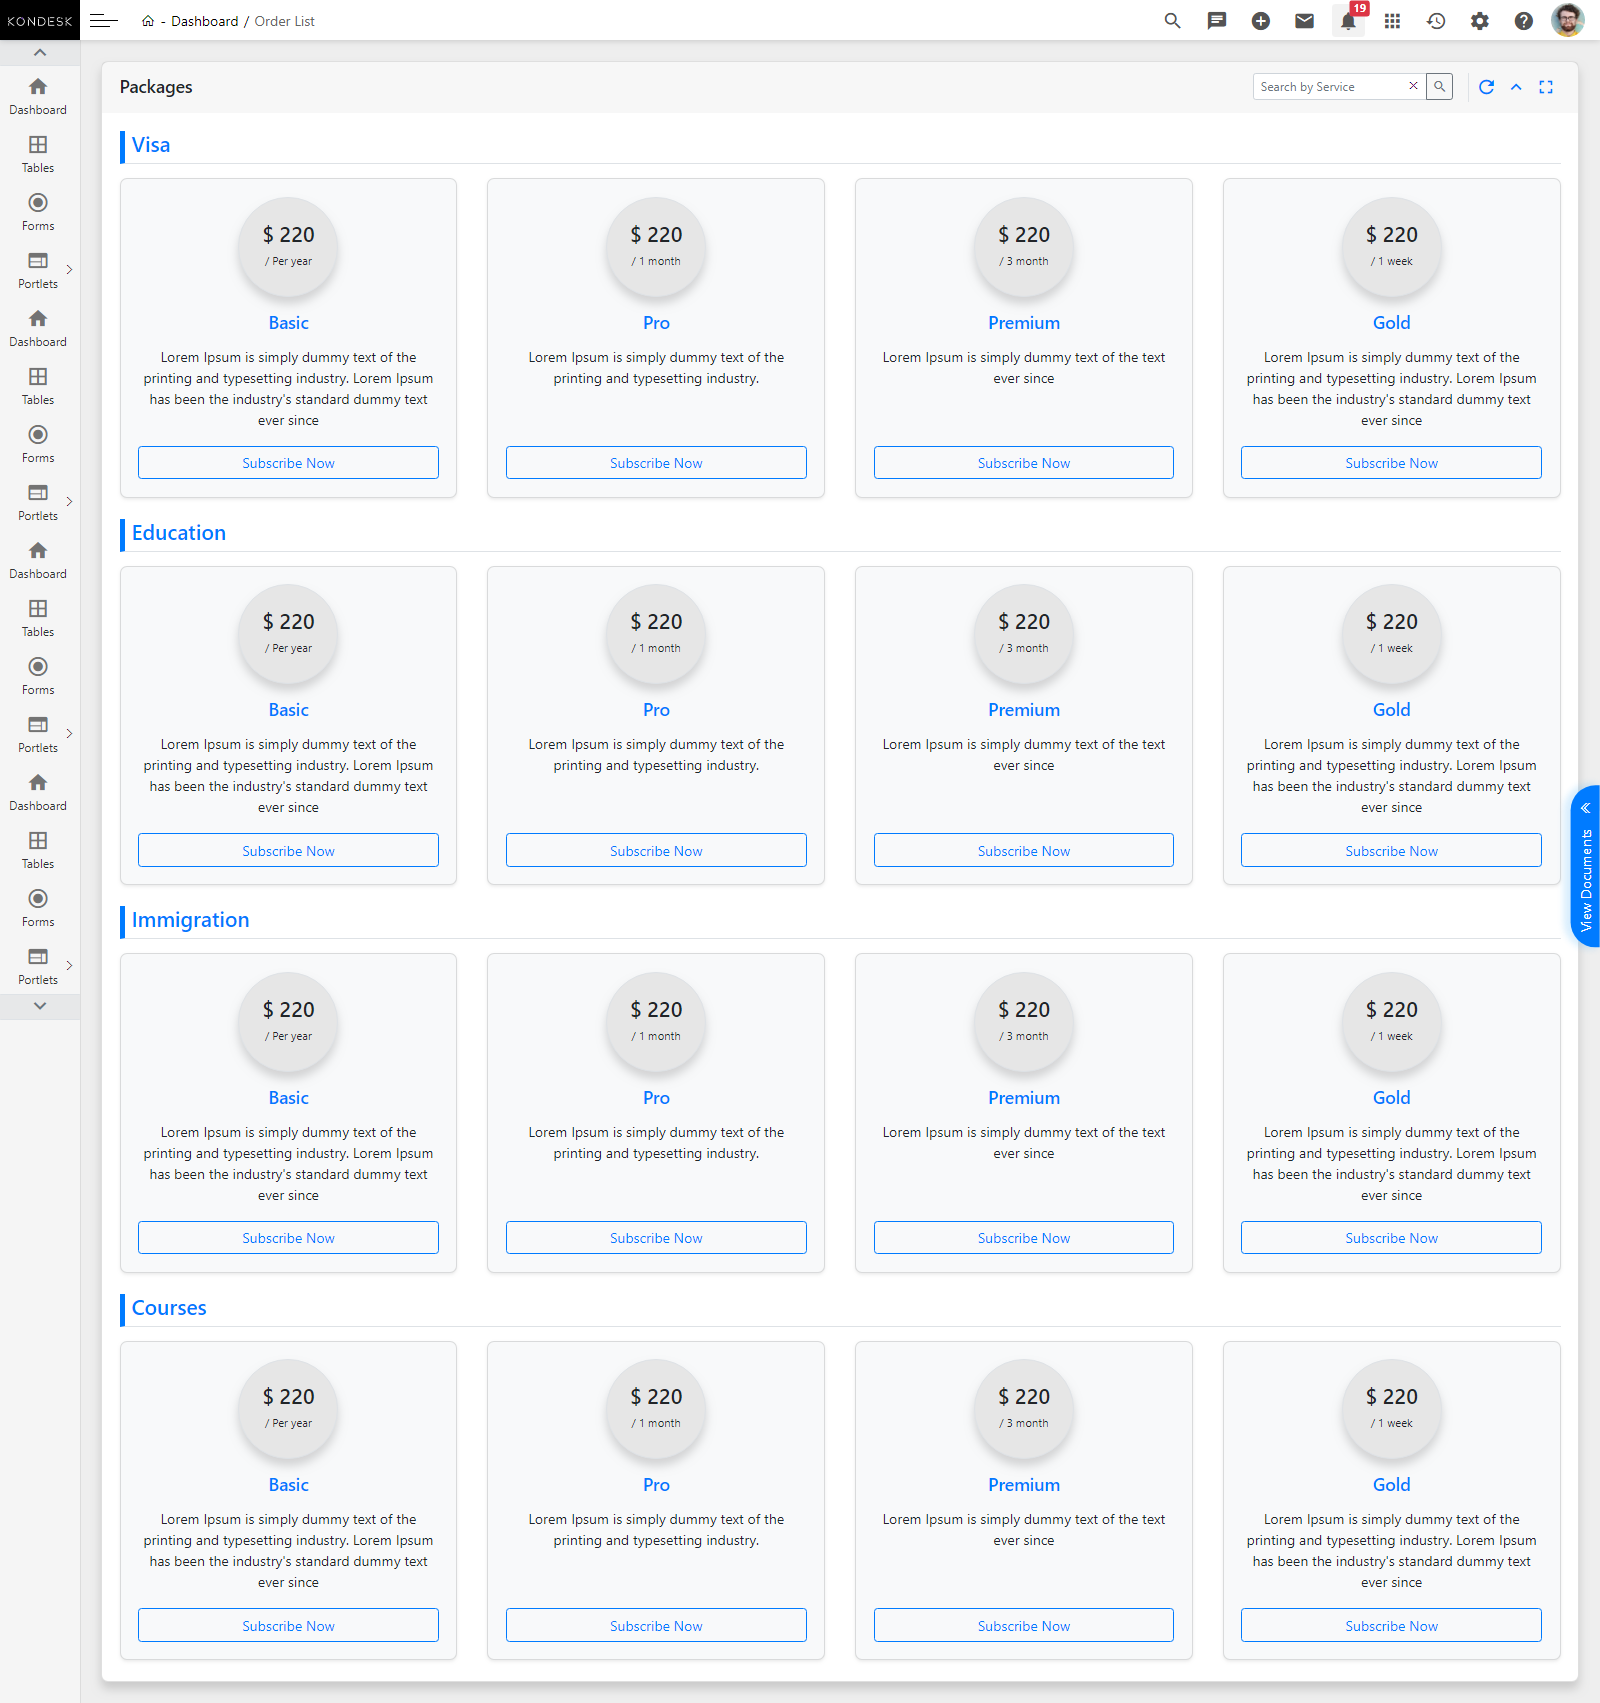 KONDESK
- Dashboard / Order List
19
Dashboard
Tables
Forms
Portlets
Dashboard
Tables
Forms
Portlets
Dashboard
Tables
Forms
Portlets
Dashboard
Tables
Forms
Portlets
Packages
Search by Service
Visa
$ 220
/ Per year
Basic
Lorem Ipsum is simply dummy text of the
printing and typesetting industry. Lorem Ipsum
has been the industry's standard dummy text
ever since
Subscribe Now
$ 220
/ 1 month
Pro
Lorem Ipsum is simply dummy text of the
printing and typesetting industry.
Subscribe Now
$ 220
/ 3 month
Premium
Lorem Ipsum is simply dummy text of the text
ever since
Subscribe Now
$ 220
/ 1 week
Gold
Lorem Ipsum is simply dummy text of the
printing and typesetting industry. Lorem Ipsum
has been the industry's standard dummy text
ever since
Subscribe Now
Education
$ 220
/ Per year
Basic
Lorem Ipsum is simply dummy text of the
printing and typesetting industry. Lorem Ipsum
has been the industry's standard dummy text
ever since
Subscribe Now
$ 220
/ 1 month
Pro
Lorem Ipsum is simply dummy text of the
printing and typesetting industry.
Subscribe Now
$ 220
/ 3 month
Premium
Lorem Ipsum is simply dummy text of the text
ever since
Subscribe Now
$ 220
/ 1 week
Gold
Lorem Ipsum is simply dummy text of the
printing and typesetting industry. Lorem Ipsum
has been the industry's standard dummy text
ever since
Subscribe Now
Immigration
$ 220
/ Per year
Basic
Lorem Ipsum is simply dummy text of the
printing and typesetting industry. Lorem Ipsum
has been the industry's standard dummy text
ever since
Subscribe Now
$ 220
/ 1 month
Pro
Lorem Ipsum is simply dummy text of the
printing and typesetting industry.
Subscribe Now
$ 220
/ 3 month
Premium
Lorem Ipsum is simply dummy text of the text
ever since
Subscribe Now
$ 220
/ 1 week
Gold
Lorem Ipsum is simply dummy text of the
printing and typesetting industry. Lorem Ipsum
has been the industry's standard dummy text
ever since
Subscribe Now
Courses
$ 220
/ Per year
Basic
Lorem Ipsum is simply dummy text of the
printing and typesetting industry. Lorem Ipsum
has been the industry's standard dummy text
ever since
Subscribe Now
$ 220
/ 1 month
Pro
Lorem Ipsum is simply dummy text of the
printing and typesetting industry.
Subscribe Now
$ 220
/ 3 month
Premium
Lorem Ipsum is simply dummy text of the text
ever since
Subscribe Now
$ 220
/ 1 week
Gold
Lorem Ipsum is simply dummy text of the
printing and typesetting industry. Lorem Ipsum
has been the industry's standard dummy text
ever since
Subscribe Now
View Documents